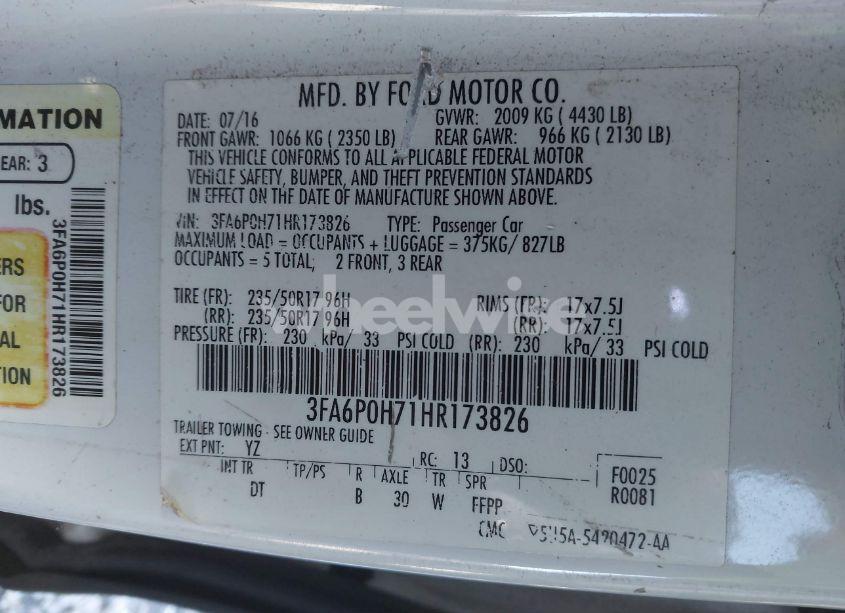 MATION
EAR: 3
lbs.
3FA6P0H71HR173826
ERS
FOR
AL
TION
MFD. BY FORD MOTOR CO.
DATE: 07/16 GVWR: 2009 KG ( 4430 LB)
FRONT GAWR: 1066 KG ( 2350 LB) REAR GAWR: 966 KG ( 2130 LB)
THIS VEHICLE CONFORMS TO ALL APPLICABLE FEDERAL MOTOR
VEHICLE SAFETY, BUMPER, AND THEFT PREVENTION STANDARDS
IN EFFECT ON THE DATE OF MANUFACTURE SHOWN ABOVE.
VIN: 3FA6P0H71HR173826 TYPE: Passenger Car
MAXIMUM LOAD = OCCUPANTS + LUGGAGE = 375KG/ 827LB
OCCUPANTS = 5 TOTAL; 2 FRONT, 3 REAR
TIRE (FR): 235/50R17 96H RIMS (FR): 17x7.5J
(RR): 235/50R17 96H (RR): 17x7.5J
PRESSURE (FR): 230 kPa/ 33 PSI COLD (RR): 230 kPa/ 33 PSI COLD
wheelwire
3FA6P0H71HR173826
TRAILER TOWING - SEE OWNER GUIDE
EXT PNT: YZ RC: 13 DSO: F0025
INT TR TP/PS R AXLE TR SPR R0081
DT B 30 W FFPP
CMC